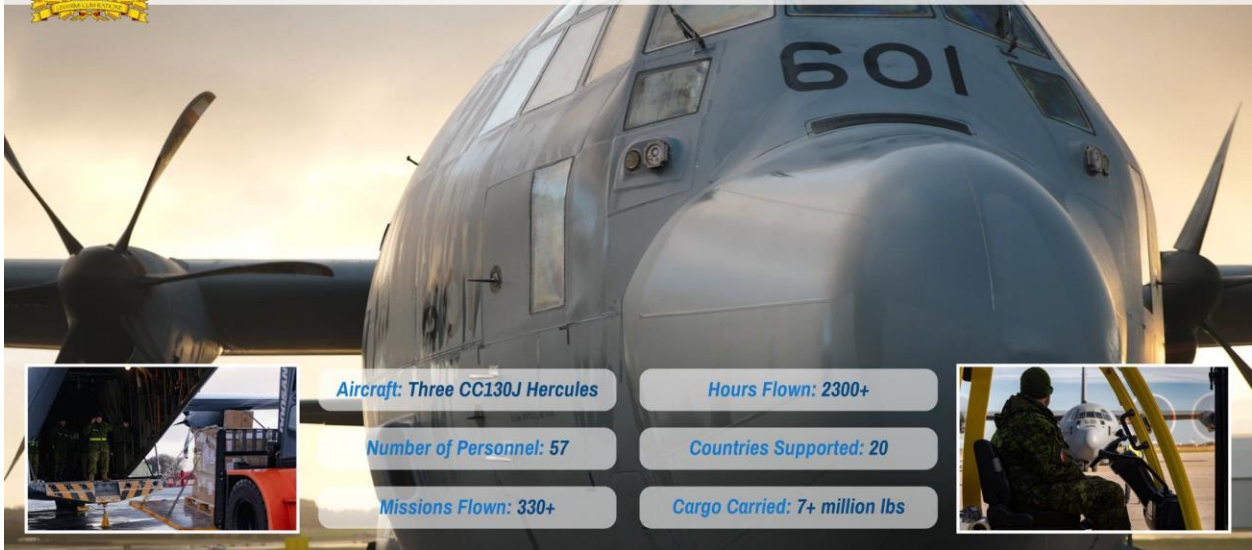 601
Aircraft: Three CC130J Hercules
Hours Flown: 2300+
Number of Personnel: 57
Countries Supported: 20
Missions Flown: 330+
Cargo Carried: 7+ million lbs